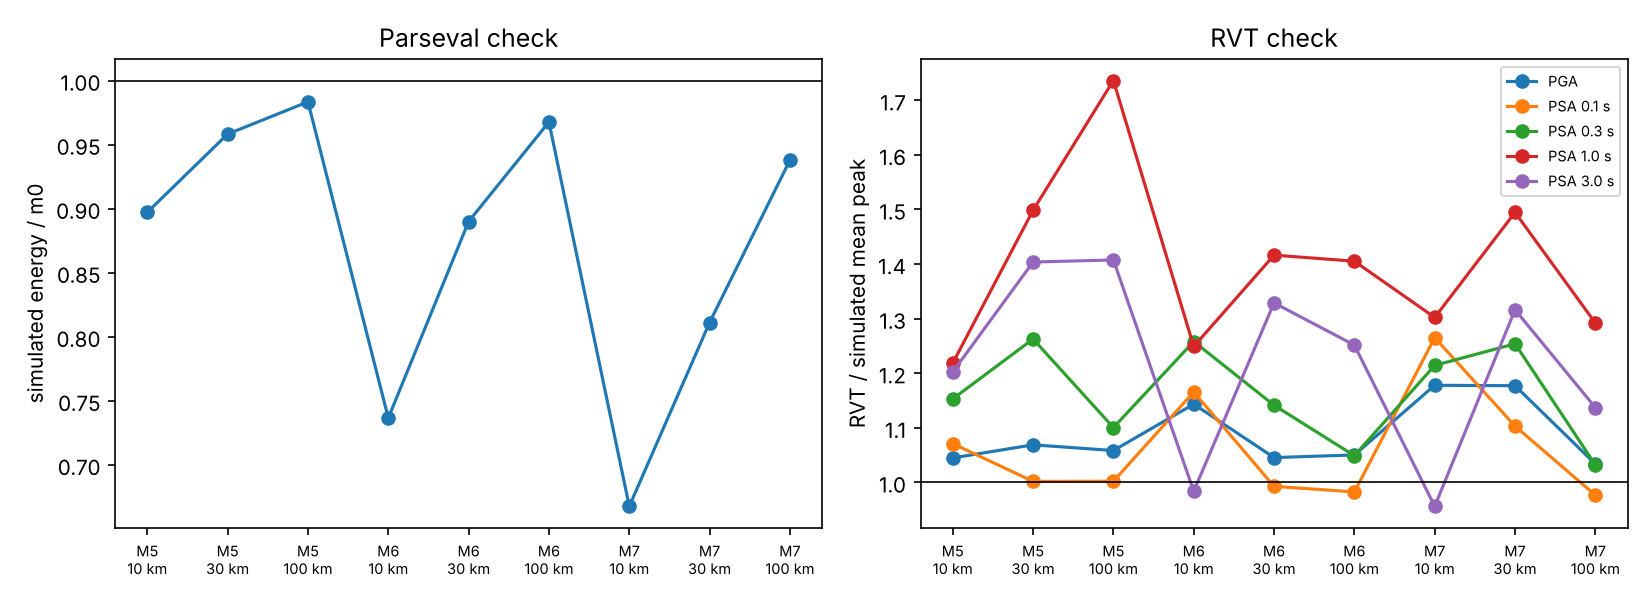 Parseval check
simulated energy / m0
1.00
0.95
0.90
0.85
0.80
0.75
0.70
M5 M5 M5 M6 M6 M6 M7 M7 M7
10 km 30 km 100 km 10 km 30 km 100 km 10 km 30 km 100 km
RVT check
RVT / simulated mean peak
1.7
1.6
1.5
1.4
1.3
1.2
1.1
1.0
PGA
PSA 0.1 s
PSA 0.3 s
PSA 1.0 s
PSA 3.0 s
M5 M5 M5 M6 M6 M6 M7 M7 M7
10 km 30 km 100 km 10 km 30 km 100 km 10 km 30 km 100 km